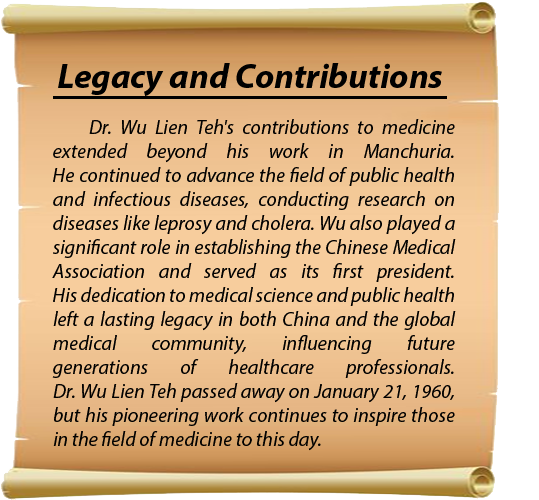 Legacy and Contributions
Dr. Wu Lien Teh's contributions to medicine
extended beyond his work in Manchuria.
He continued to advance the field of public health
and infectious diseases, conducting research on
diseases like leprosy and cholera. Wu also played a
significant role in establishing the Chinese Medical
Association and served as its first president.
His dedication to medical science and public health
left a lasting legacy in both China and the global
medical community, influencing future
generations of healthcare professionals.
Dr. Wu Lien Teh passed away on January 21, 1960,
but his pioneering work continues to inspire those
in the field of medicine to this day.